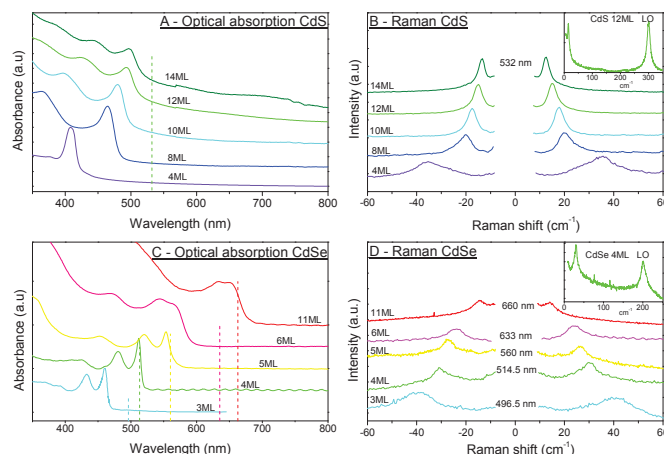 A - Optical absorption CdS
Absorbance (a.u)
14ML
12ML
10ML
8ML
4ML
400 500 600 700 800
Wavelength (nm)
B - Raman CdS
Intensity (a.u)
CdS 12ML LO
0 100 200 300
cm-1
532 nm
14ML
12ML
10ML
8ML
4ML
-60 -40 -20 0 20 40 60
Raman shift (cm-1)
C - Optical absorption CdSe
Absorbance (a.u)
11ML
6ML
5ML
4ML
3ML
400 500 600 700 800
Wavelength (nm)
D - Raman CdSe
Intensity (a.u.)
CdSe 4ML LO
0 100 200
cm-1
11ML 660 nm
6ML 633 nm
5ML 560 nm
4ML 514.5 nm
3ML 496.5 nm
-60 -40 -20 0 20 40 60
Raman shift (cm-1)